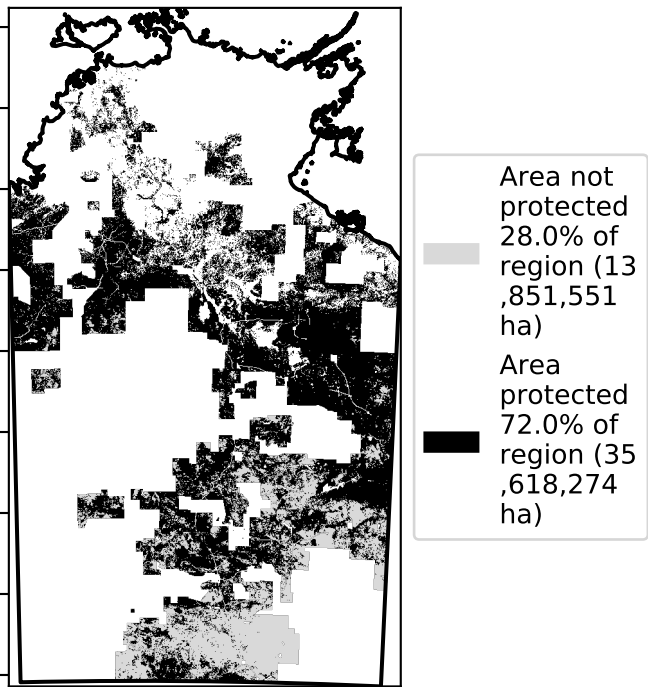 Area not
protected
28.0% of
region (13
,851,551
ha)
Area
protected
72.0% of
region (35
,618,274
ha)